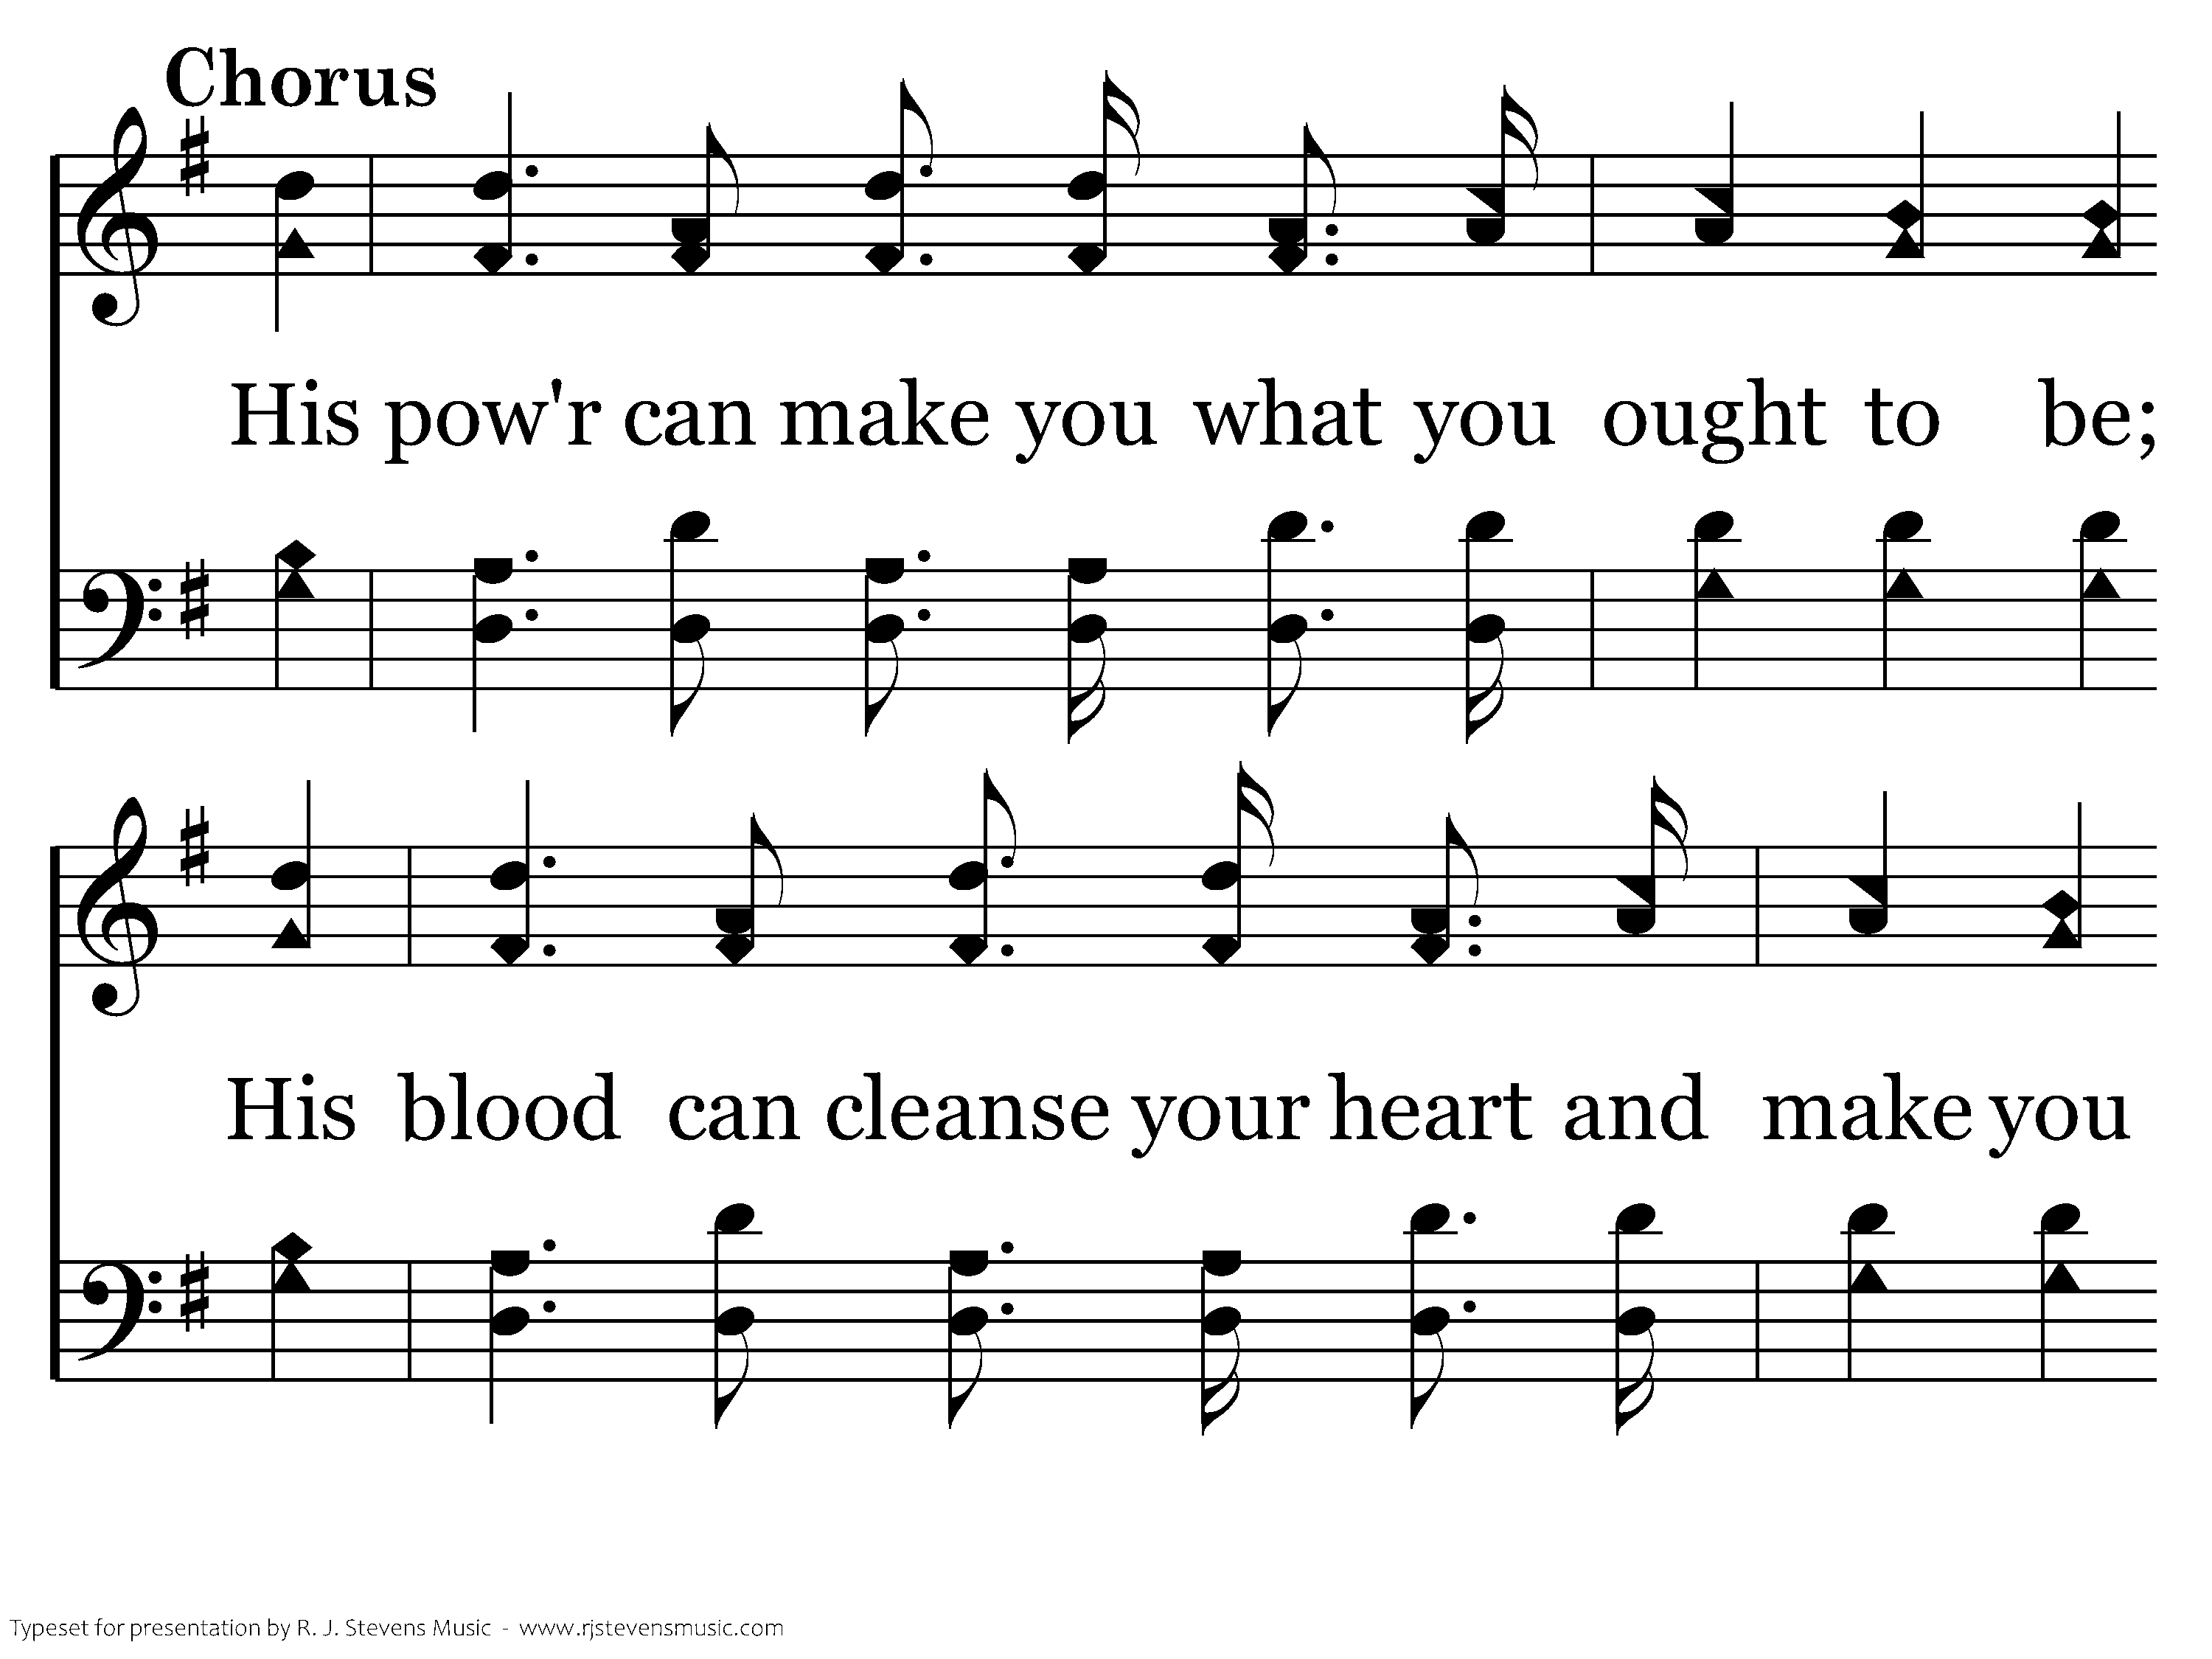 Chorus
His pow'r can make you what you ought to be;
His blood can cleanse your heart and make you
Typeset for presentation by R. J. Stevens Music - www.rjstevensmusic.com